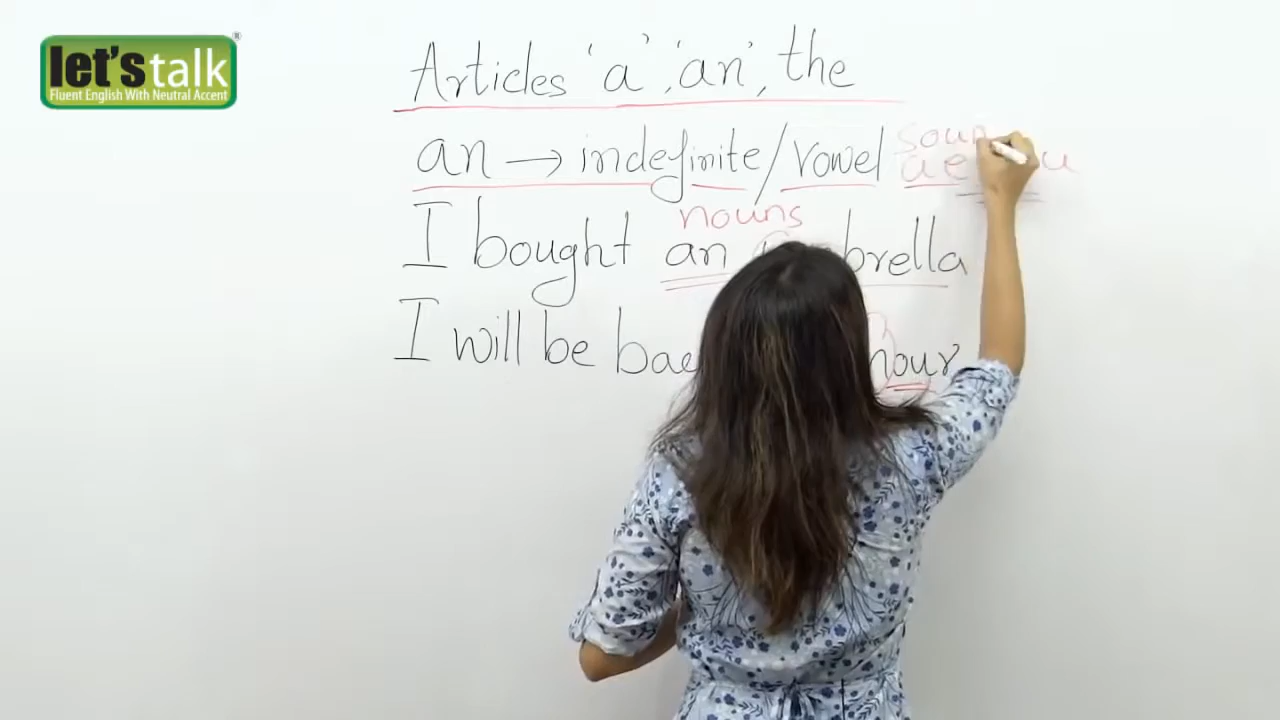 let's talk
Fluent English With Neutral Accent
Articles 'a', 'an', the
soun
an → indefinite/vowel a e u
nouns
I bought an brella
I will be hour